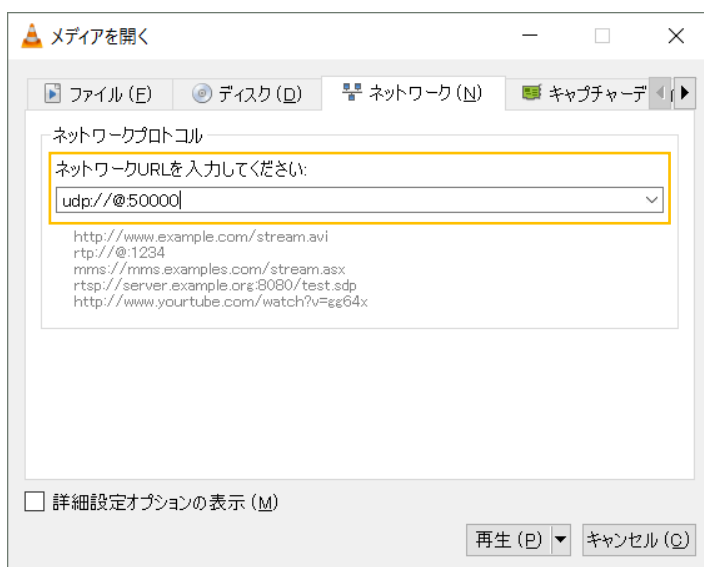 メディアを開く
ファイル(F) ディスク(D) ネットワーク(N) キャプチャーデ
ネットワークプロトコル
ネットワークURLを入力してください:
udp://@:50000
http://www.example.com/stream.avi
rtp://@:1234
mms://mms.examples.com/stream.asx
rtsp://server.example.org:8080/test.sdp
http://www.yourtube.com/watch?v=gg64x
詳細設定オプションの表示(M)
再生(P) キャンセル(C)